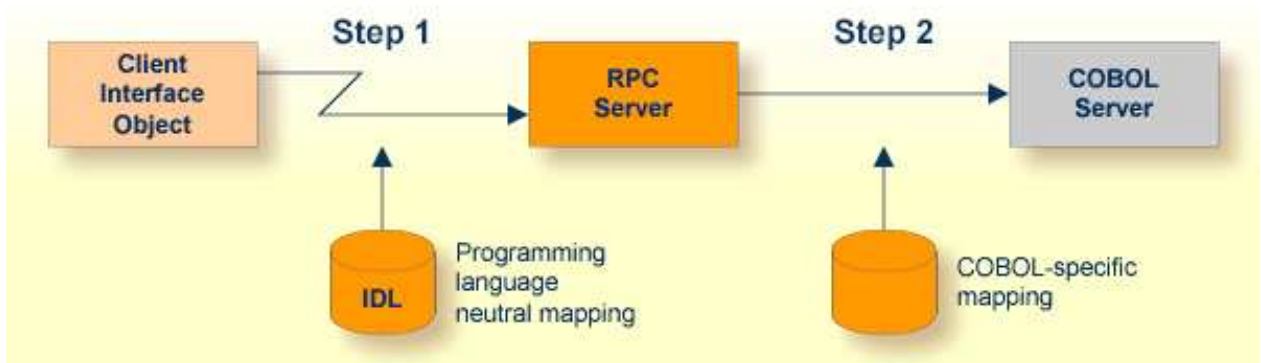 Step 1
Step 2
Client
Interface
Object
RPC
Server
COBOL
Server
IDL
Programming
language
neutral mapping
COBOL-specific
mapping